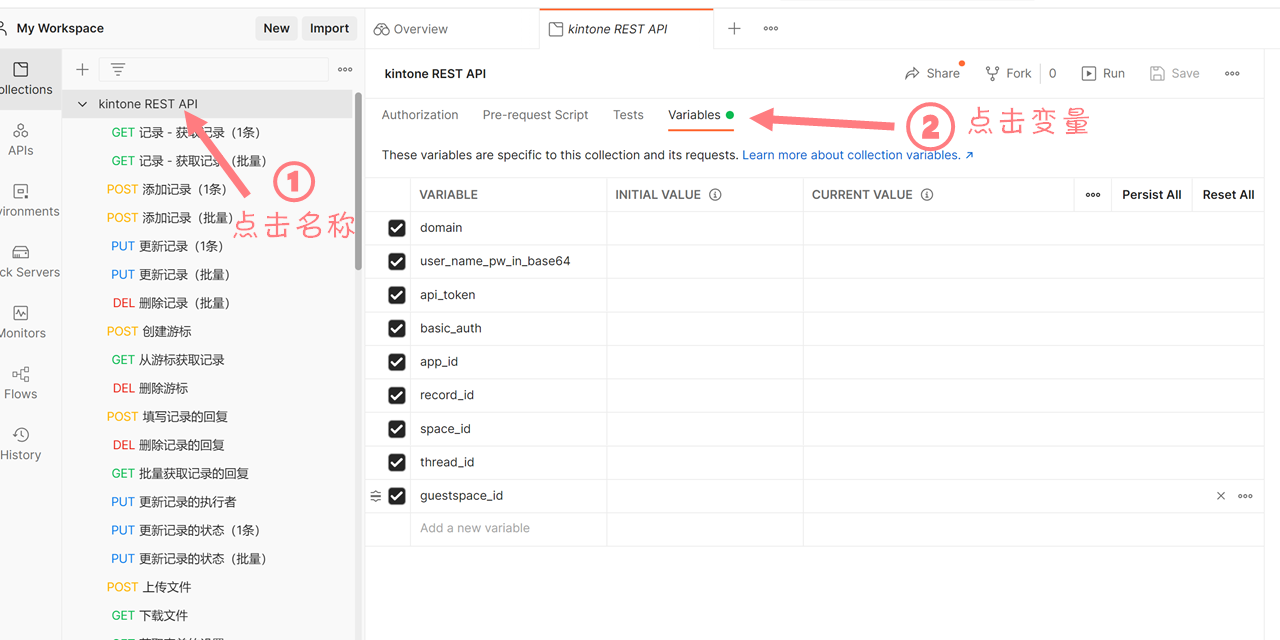 My Workspace
New
Import
Overview
kintone REST API
ollections
APIs
vironments
ck Servers
Monitors
Flows
History
kintone REST API
GET 记录 - 获取记录（1条）
GET 记录 - 获取记录（批量）
POST 添加记录（1条）
POST 添加记录（批量）
PUT 更新记录（1条）
PUT 更新记录（批量）
DEL 删除记录（批量）
POST 创建游标
GET 从游标获取记录
DEL 删除游标
POST 填写记录的回复
DEL 删除记录的回复
GET 批量获取记录的回复
PUT 更新记录的执行者
PUT 更新记录的状态（1条）
PUT 更新记录的状态（批量）
POST 上传文件
GET 下载文件
①
点击名称
kintone REST API
Share
Fork
0
Run
Save
Authorization
Pre-request Script
Tests
Variables
②
点击变量
These variables are specific to this collection and its requests. Learn more about collection variables. ↗
VARIABLE
INITIAL VALUE
CURRENT VALUE
Persist All
Reset All
domain
user_name_pw_in_base64
api_token
basic_auth
app_id
record_id
space_id
thread_id
guestspace_id
Add a new variable